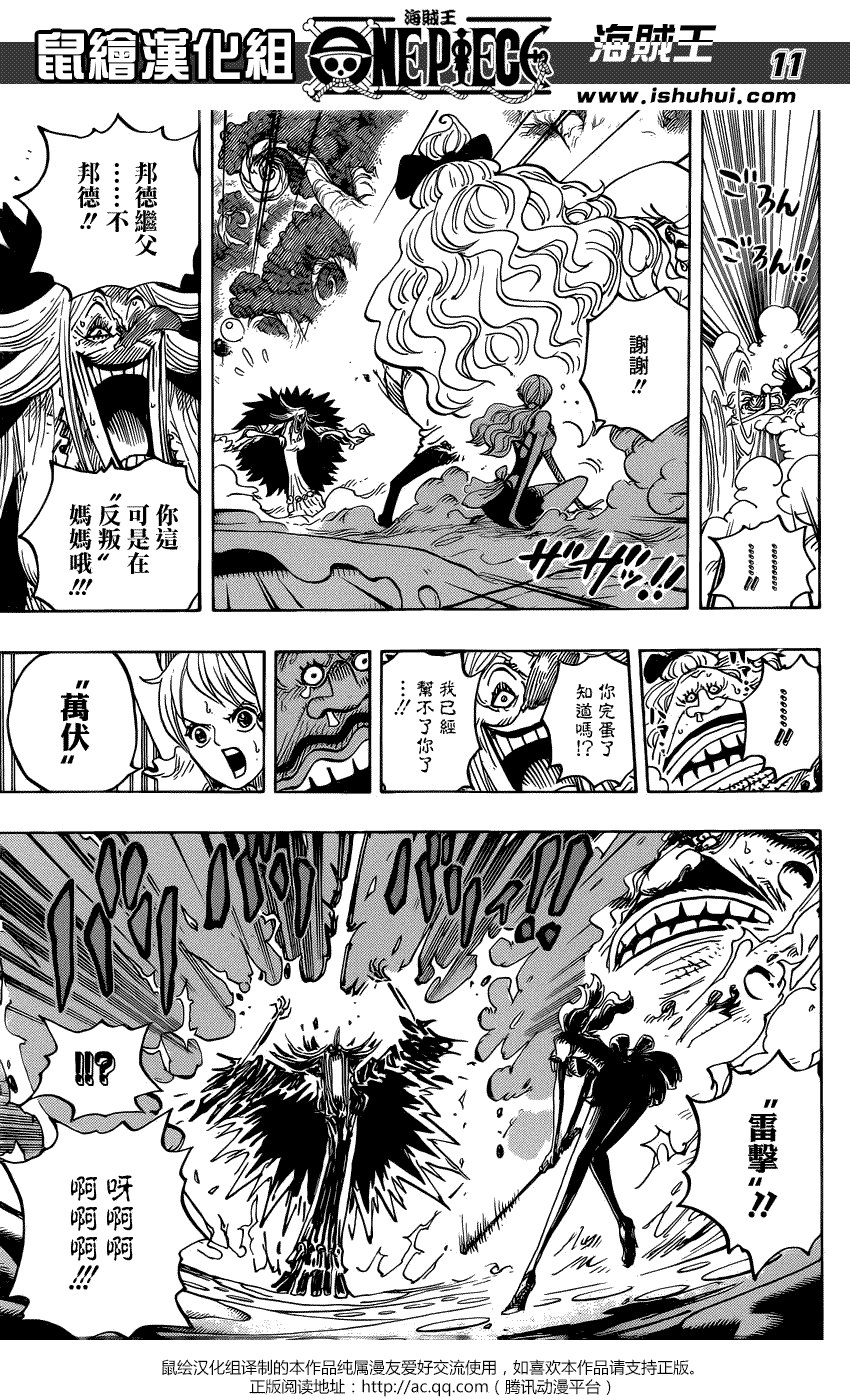 鼠繪漢化組
海賊王
ONE PIECE
海賊王
11
www.ishuhui.com
ごろん
ごろん!!
…………
…………!!
謝謝!!
ザザザッ!!
邦德繼父
……不
邦德!!
你這
可是在
“反叛”
媽媽哦!!!
…………
…………!!
你完蛋了
知道嗎!?
我已經
幫不了你了
…!!
“萬伏”
“雷擊”!!
!!?
呀啊啊
啊啊啊
啊啊啊
!!!
鼠绘汉化组译制的本作品纯属漫友爱好交流使用，如喜欢本作品请支持正版。
正版阅读地址：http://ac.qq.com（腾讯动漫平台）